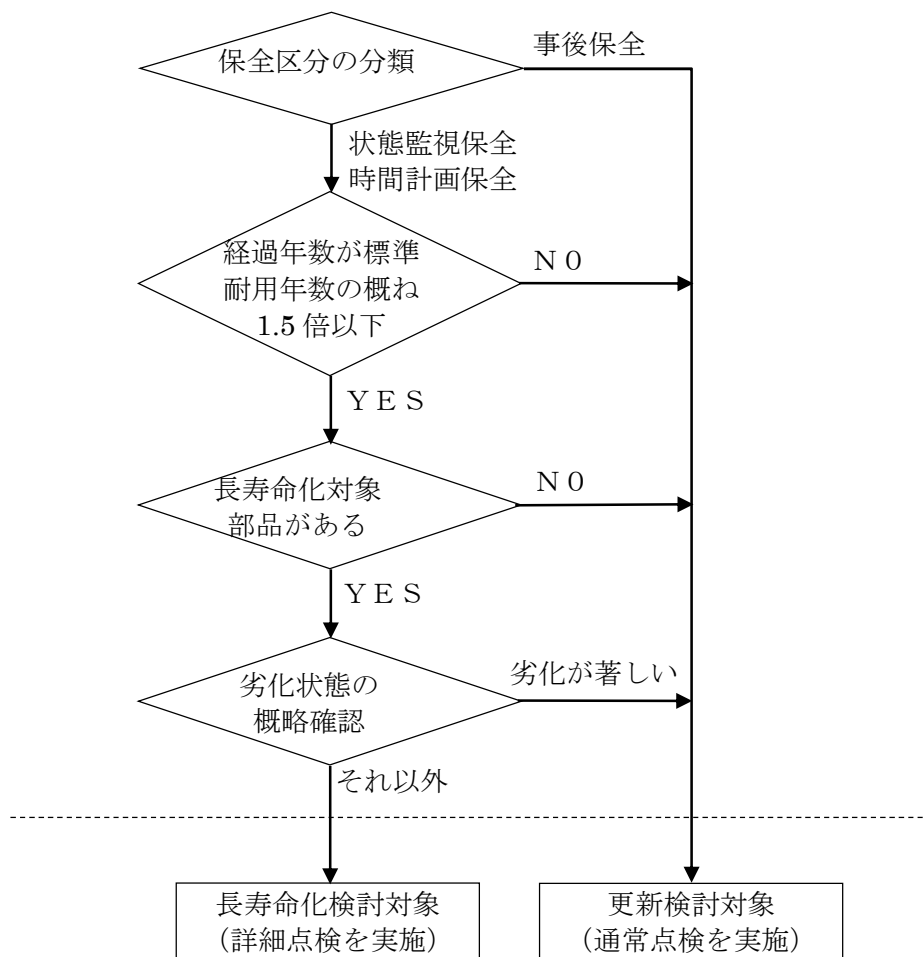 保全区分の分類
事後保全
状態監視保全
時間計画保全
経過年数が標準
耐用年数の概ね
1.5 倍以下
ＮＯ
ＹＥＳ
長寿命化対象
部品がある
ＮＯ
ＹＥＳ
劣化状態の
概略確認
劣化が著しい
それ以外
長寿命化検討対象
（詳細点検を実施）
更新検討対象
（通常点検を実施）